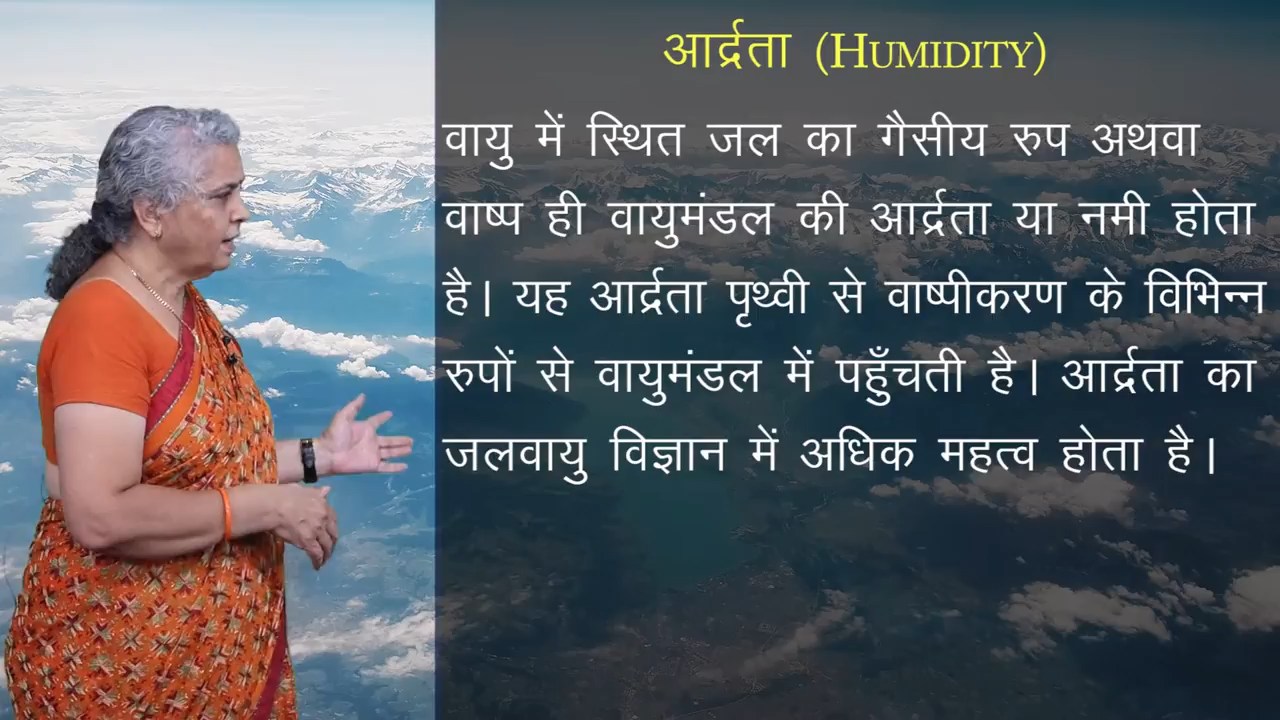 आर्द्रता (HUMIDITY)
वायु में स्थित जल का गैसीय रुप अथवा
वाष्प ही वायुमंडल की आर्द्रता या नमी होता
है। यह आर्द्रता पृथ्वी से वाष्पीकरण के विभिन्न
रुपों से वायुमंडल में पहुँचती है। आर्द्रता का
जलवायु विज्ञान में अधिक महत्व होता है।